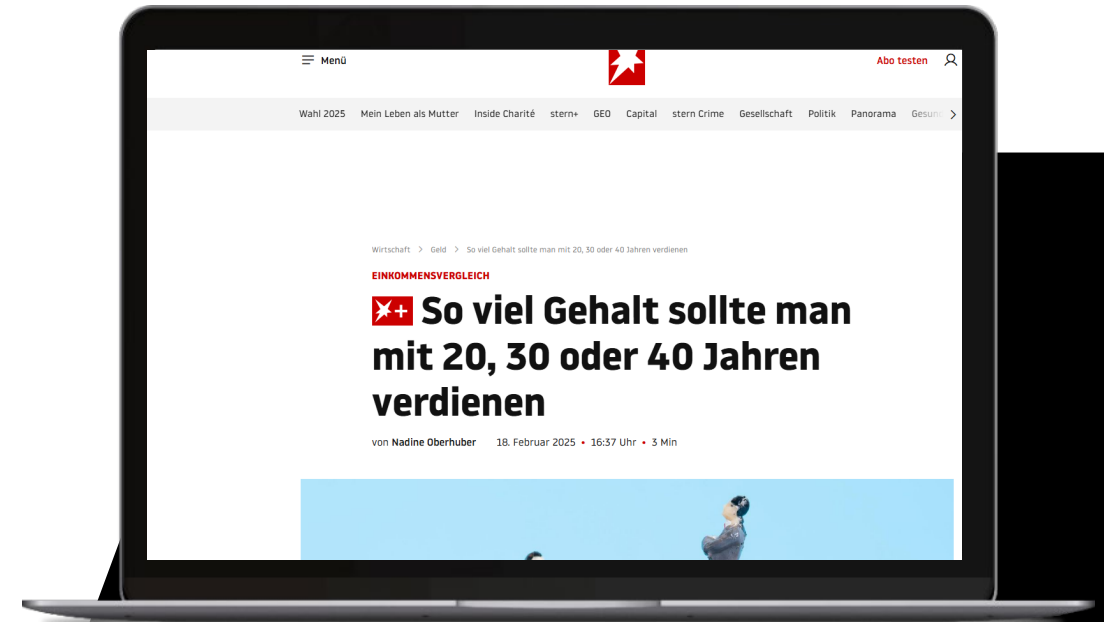 Menü
Abo testen
Wahl 2025 Mein Leben als Mutter Inside Charité stern+ GEO Capital stern Crime Gesellschaft Politik Panorama
Wirtschaft > Geld > So viel Gehalt sollte man mit 20, 30 oder 40 Jahren verdienen
EINKOMMENSVERGLEICH
So viel Gehalt sollte man
mit 20, 30 oder 40 Jahren
verdienen
von Nadine Oberhuber 18. Februar 2025 • 16:37 Uhr • 3 Min